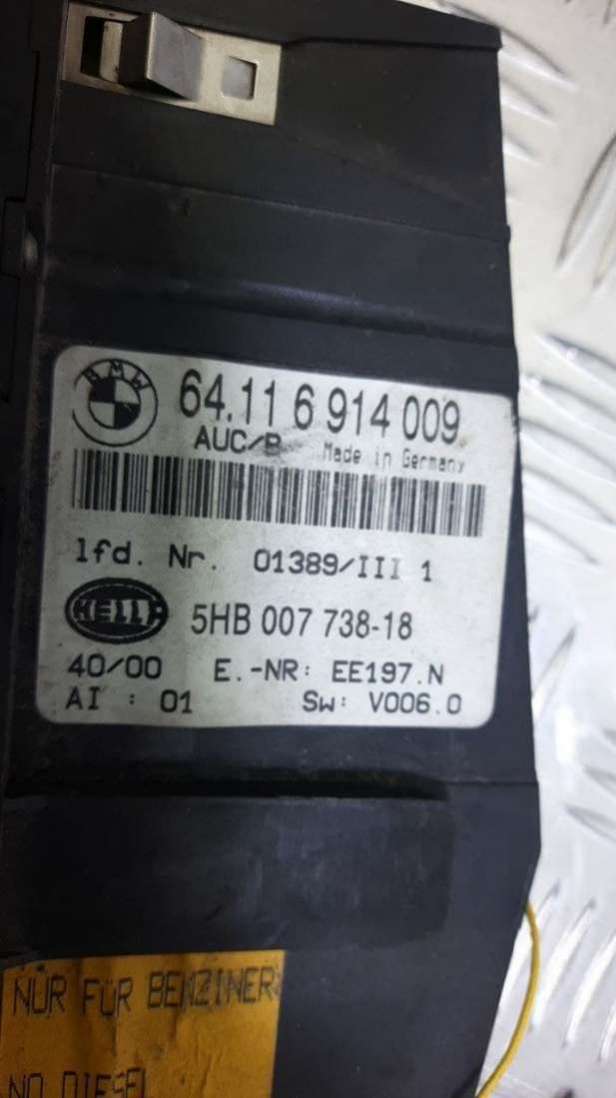 BMW
64.11 6 914 009
AUC/B Made in Germany
lfd. Nr. 01389/III 1
HELLA
5HB 007 738-18
40/00 E.-NR: EE197.N
AI : 01 SW: V006.0
NUR FÜR BENZINER
NO DIESEL